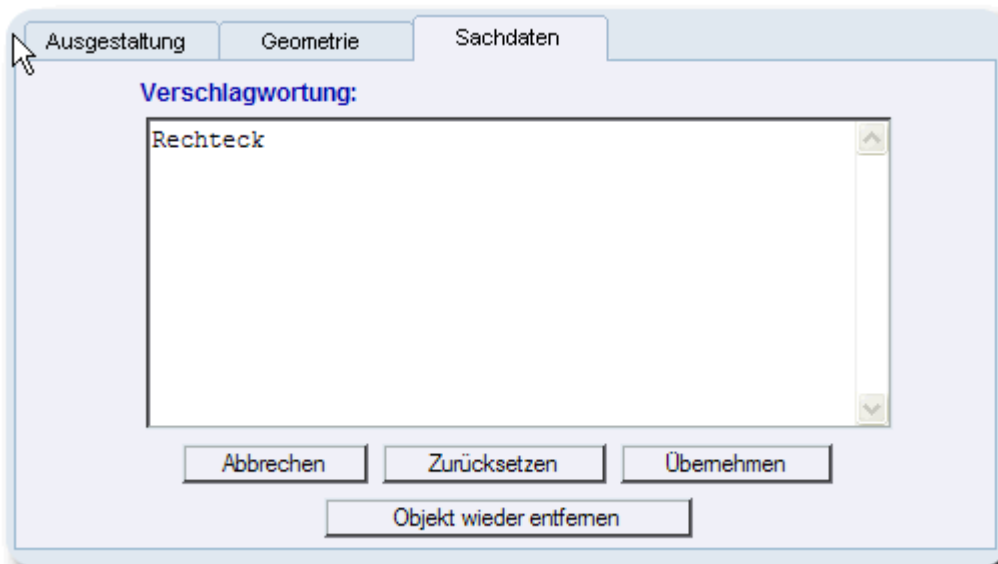 Ausgestaltung Geometrie Sachdaten
Verschlagwortung:
Rechteck
Abbrechen Zurücksetzen Übernehmen
Objekt wieder entfernen